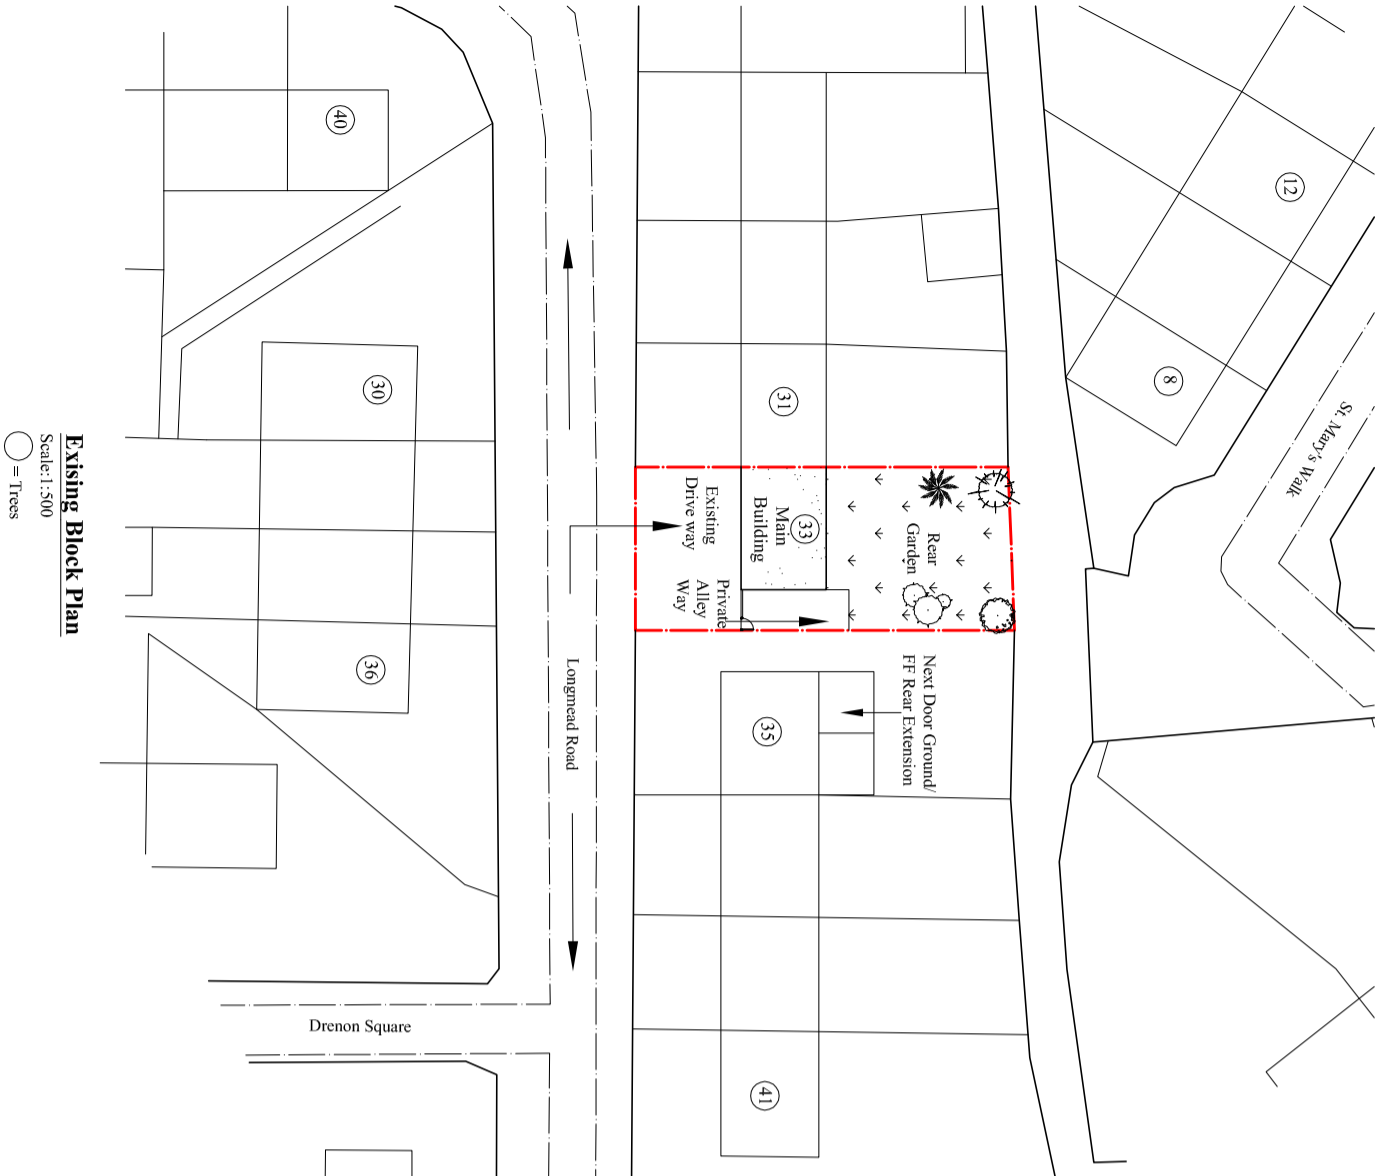 40
12
30
31
8
St. Mary's Walk
Existing
Drive way
Main
Building
33
Rear
Garden
Private
Alley
Way
36
Longmead Road
35
Next Door Ground/
FF Rear Extension
Drenon Square
41
Exising Block Plan
Scale:1:500
= Trees